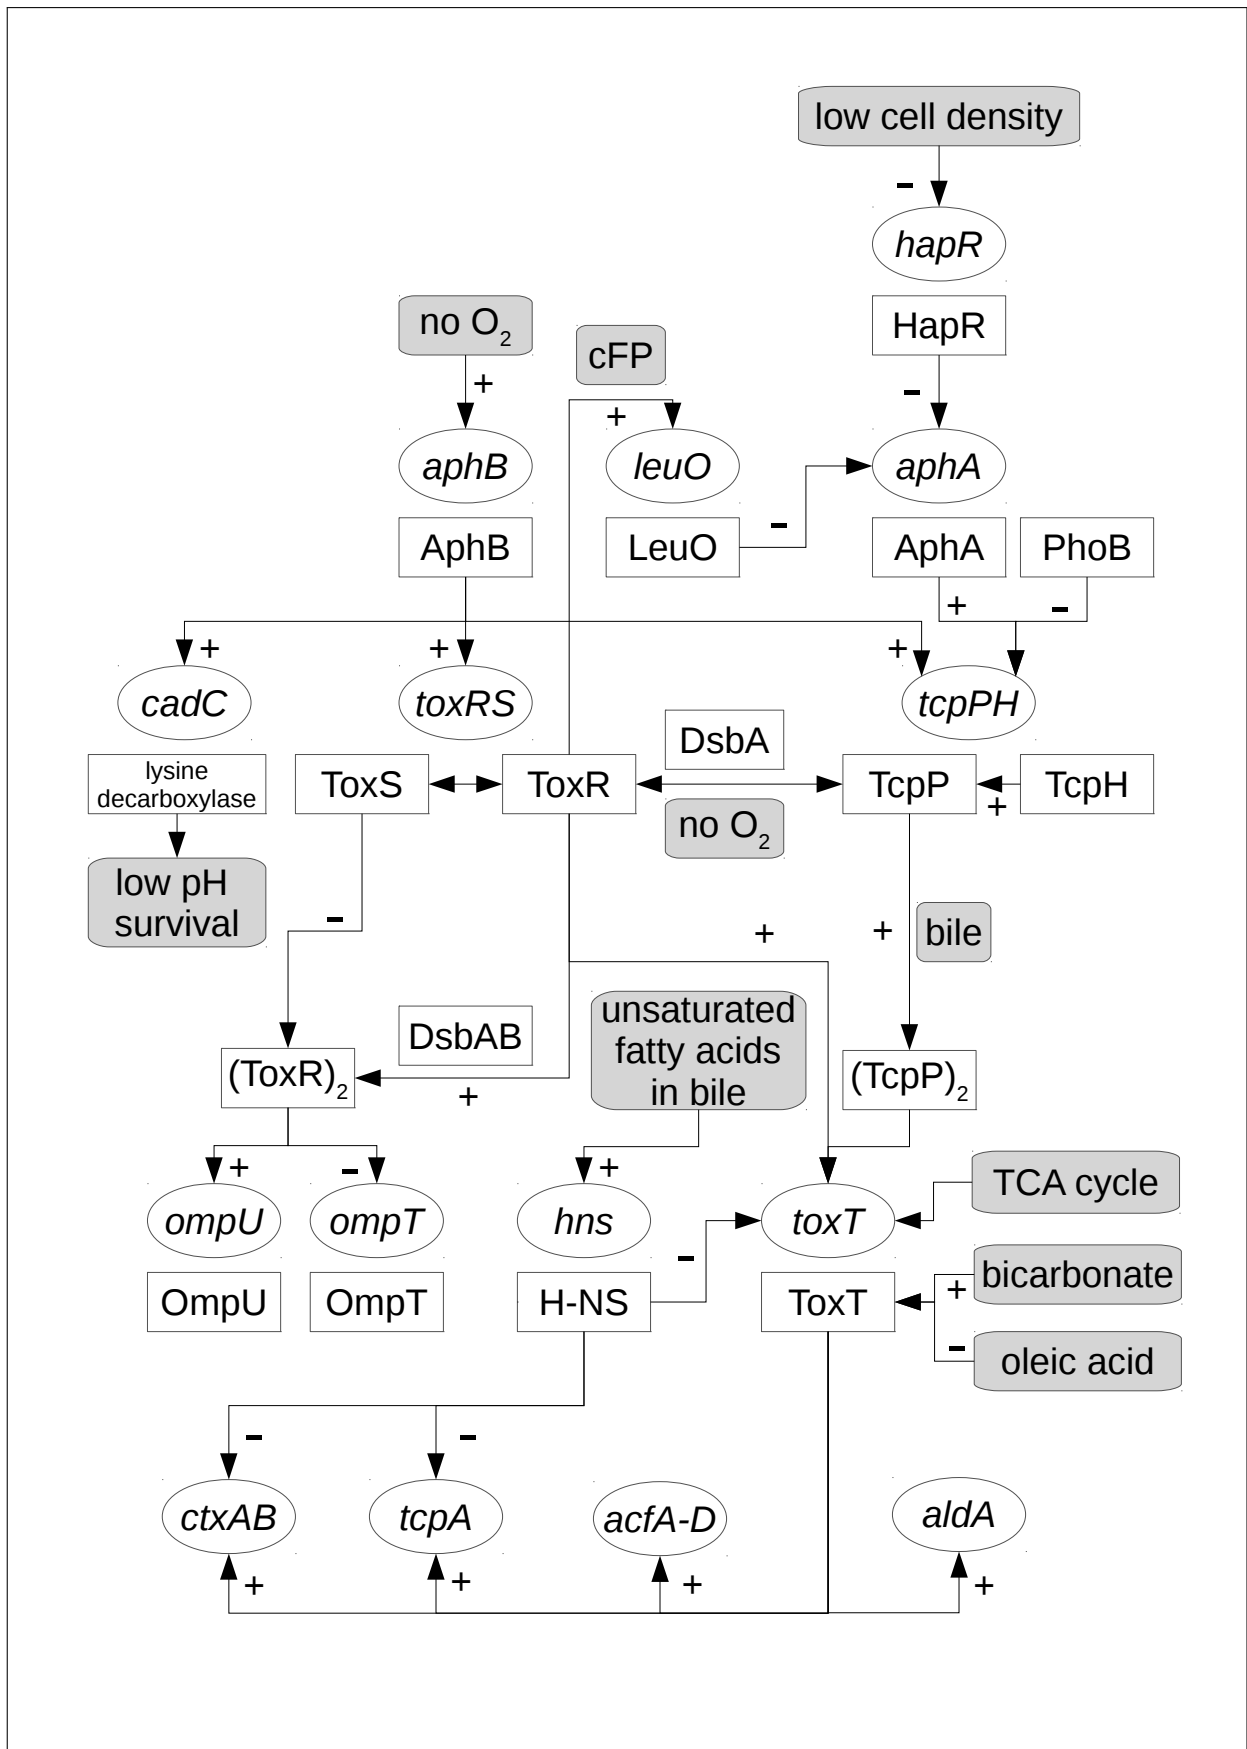 low cell density
−
hapR
no O2
HapR
cFP
+
−
+
aphB
leuO
aphA
AphB
LeuO
−
AphA
PhoB
+
−
+
+
+
cadC
toxRS
tcpPH
DsbA
lysine
decarboxylase
ToxS
ToxR
TcpP
TcpH
+
no O2
low pH
survival
−
+
+
bile
unsaturated
fatty acids
in bile
DsbAB
(ToxR)2
(TcpP)2
+
+
−
+
TCA cycle
ompU
ompT
hns
toxT
−
bicarbonate
+
OmpU
OmpT
H-NS
ToxT
−
oleic acid
−
−
ctxAB
tcpA
acfA-D
aldA
+
+
+
+